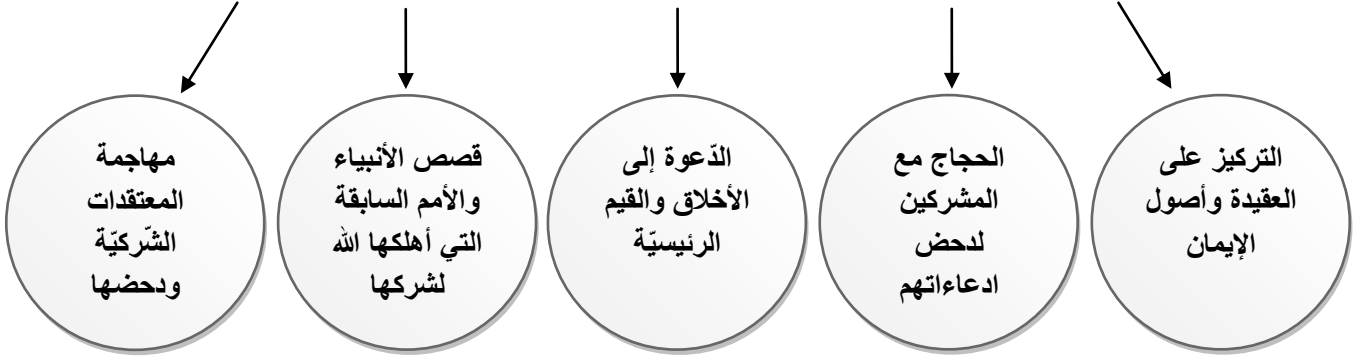 التركيز على
العقيدة وأصول
الإيمان
الحجاج مع
المشركين
لدحض
ادعاءاتهم
الدّعوة إلى
الأخلاق والقيم
الرئيسيّة
قصص الأنبياء
والأمم السابقة
التي أهلكها الله
لشركها
مهاجمة
المعتقدات
الشّركيّة
ودحضها